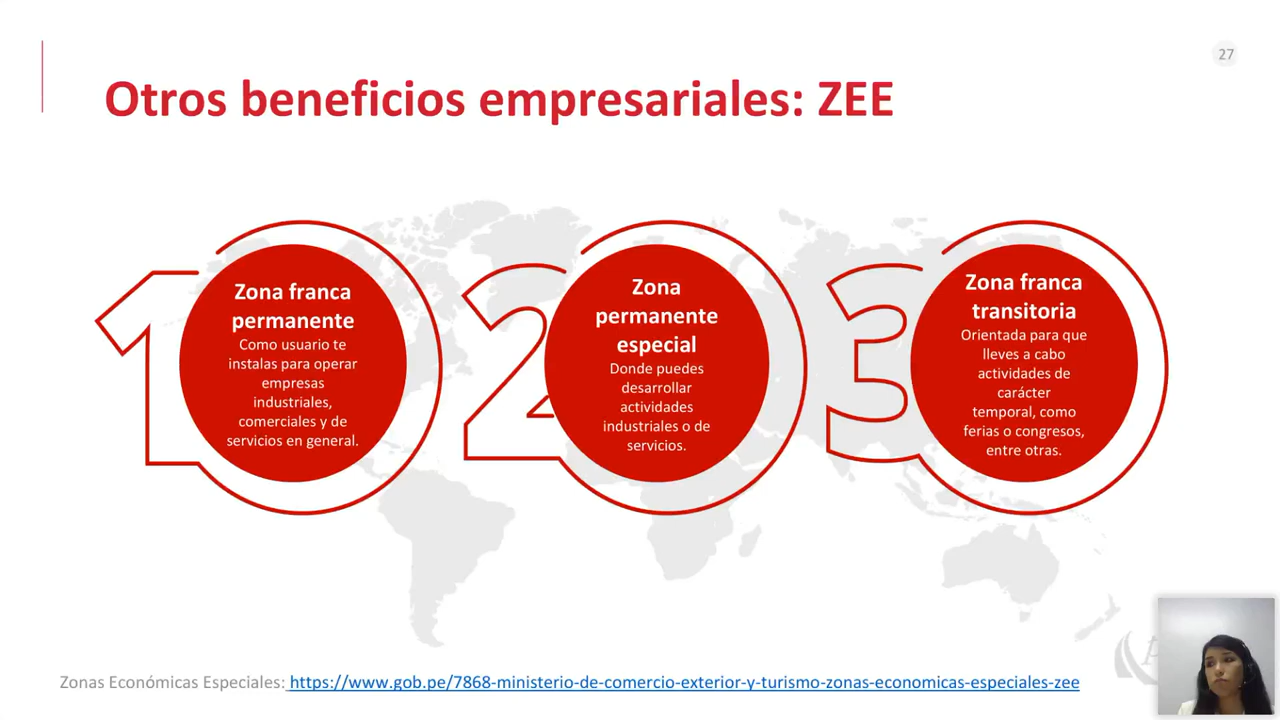 27
Otros beneficios empresariales: ZEE
1
Zona franca
permanente
Como usuario te
instalas para operar
empresas
industriales,
comerciales y de
servicios en general.
2
Zona
permanente
especial
Donde puedes
desarrollar
actividades
industriales o de
servicios.
3
Zona franca
transitoria
Orientada para que
lleves a cabo
actividades de
carácter
temporal, como
ferias o congresos,
entre otras.
Zonas Económicas Especiales: https://www.gob.pe/7868-ministerio-de-comercio-exterior-y-turismo-zonas-economicas-especiales-zee